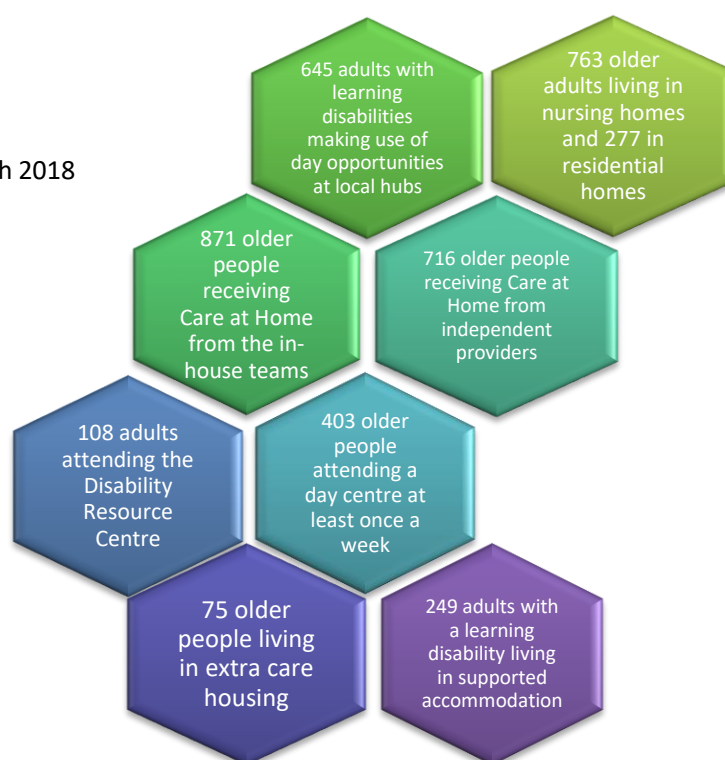 645 adults with
learning
disabilities
making use of
day opportunities
at local hubs
763 older
adults living in
nursing homes
and 277 in
residential
homes
h 2018
871 older
people
receiving
Care at Home
from the in-
house teams
716 older people
receiving Care at
Home from
independent
providers
108 adults
attending the
Disability
Resource
Centre
403 older
people
attending a
day centre at
least once a
week
75 older
people living
in extra care
housing
249 adults with
a learning
disability living
in supported
accommodation